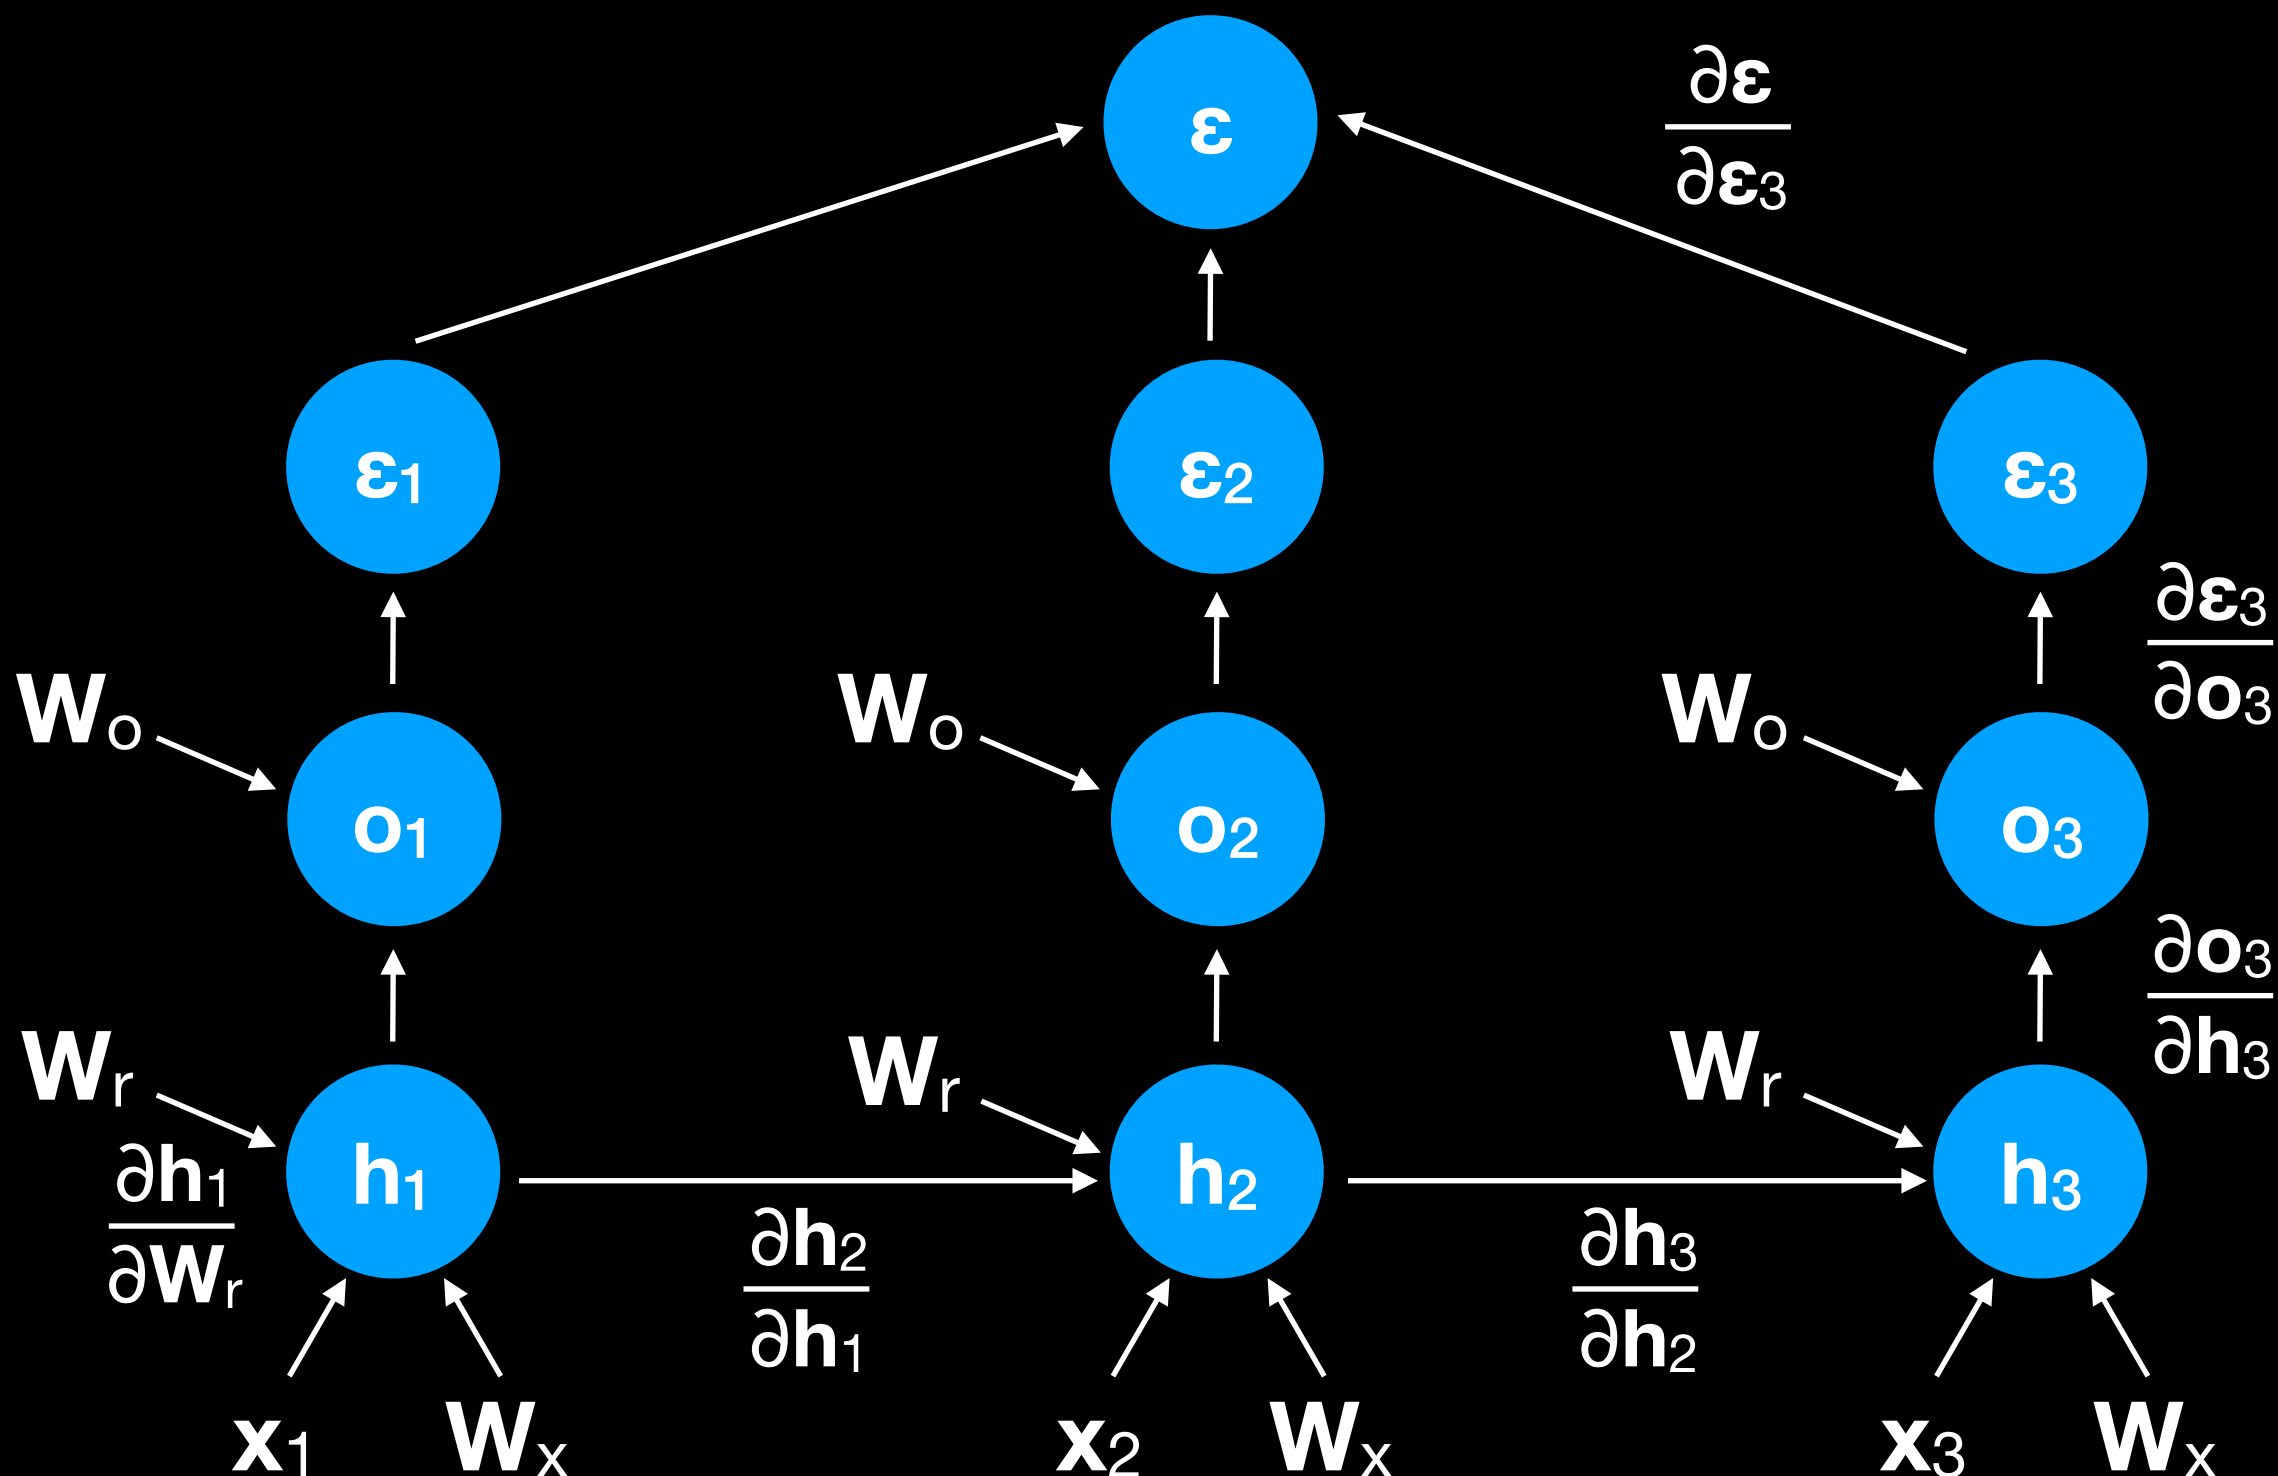 ε
∂ε
∂ε3
ε1 ε2 ε3
∂ε3
∂o3
Wo Wo Wo
o1 o2 o3
∂o3
∂h3
Wr Wr Wr
h1 h2 h3
∂h1
∂Wr
∂h2
∂h1
∂h3
∂h2
x1 Wx x2 Wx x3 Wx